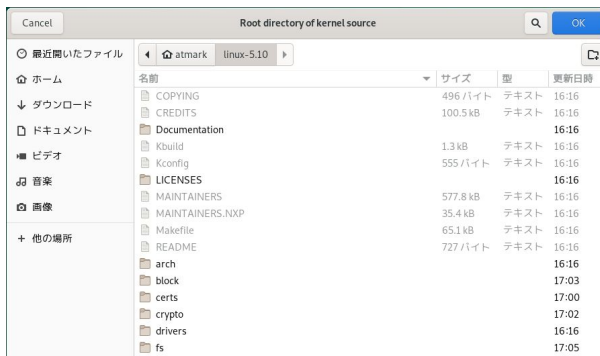 Cancel Root directory of kernel source OK
最近開いたファイル atmark linux-5.10
ホーム 名前 サイズ 型 更新日時
COPYING 496 バイト テキスト 16:16
ダウンロード CREDITS 100.5 kB テキスト 16:16
ドキュメント Documentation 16:16
Kbuild 1.3 kB テキスト 16:16
ビデオ Kconfig 555 バイト テキスト 16:16
音楽 LICENSES 16:16
MAINTAINERS 577.8 kB テキスト 16:16
画像 MAINTAINERS.NXP 35.4 kB テキスト 16:16
Makefile 65.1 kB テキスト 16:16
他の場所 README 727 バイト テキスト 16:16
arch 16:16
block 17:03
certs 17:00
crypto 17:02
drivers 16:16
fs 17:05